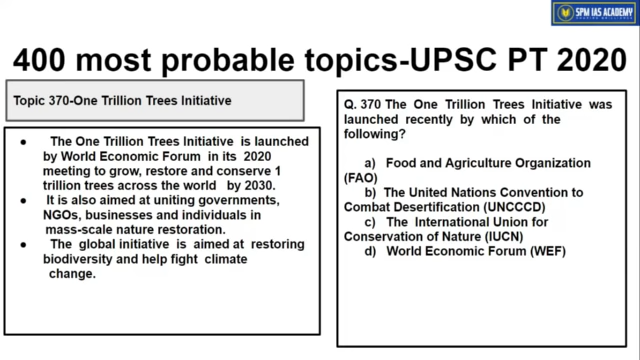 SPM IAS ACADEMY
400 most probable topics-UPSC PT 2020
Topic 370-One Trillion Trees Initiative
● The One Trillion Trees Initiative is launched
by World Economic Forum in its 2020
meeting to grow, restore and conserve 1
trillion trees across the world by 2030.
● It is also aimed at uniting governments,
NGOs, businesses and individuals in
mass-scale nature restoration.
● The global initiative is aimed at restoring
biodiversity and help fight climate
change.
Q. 370 The One Trillion Trees Initiative was
launched recently by which of the
following?
a) Food and Agriculture Organization
(FAO)
b) The United Nations Convention to
Combat Desertification (UNCCCD)
c) The International Union for
Conservation of Nature (IUCN)
d) World Economic Forum (WEF)